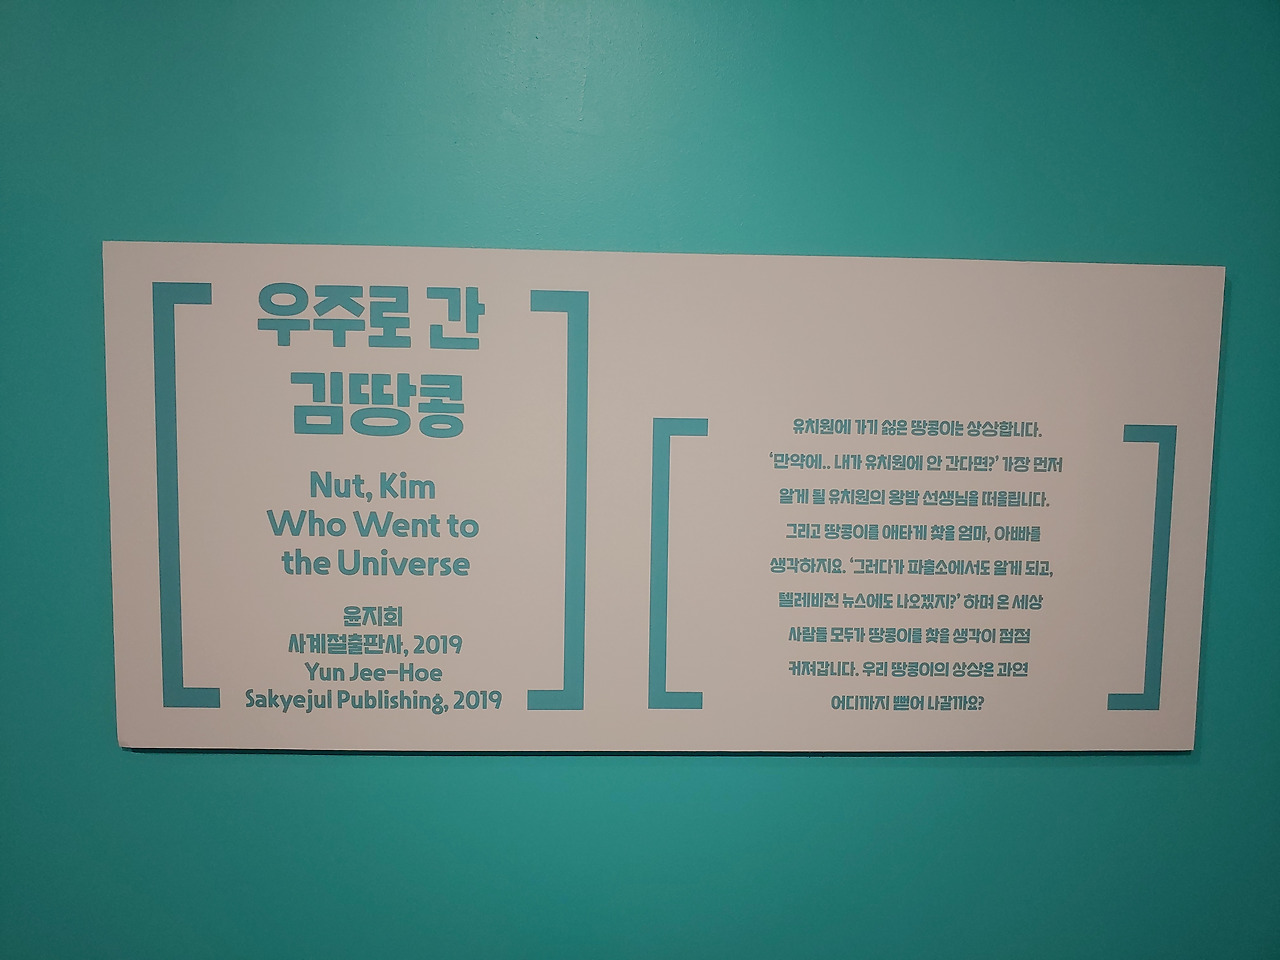 우주로 간
김땅콩
Nut, Kim
Who Went to
the Universe
윤지회
사계절출판사, 2019
Yun Jee-Hoe
Sakyejul Publishing, 2019
유치원에 가기 싫은 땅콩이는 상상합니다.
‘만약에.. 내가 유치원에 안 간다면?’ 가장 먼저
알게 될 유치원의 왕밤 선생님을 떠올립니다.
그리고 땅콩이를 애타게 찾을 엄마, 아빠를
생각하지요. ‘그러다가 파출소에서도 알게 되고,
텔레비전 뉴스에도 나오겠지?’ 하며 온 세상
사람들 모두가 땅콩이를 찾을 생각이 점점
커져갑니다. 우리 땅콩이의 상상은 과연
어디까지 뻗어 나갈까요?